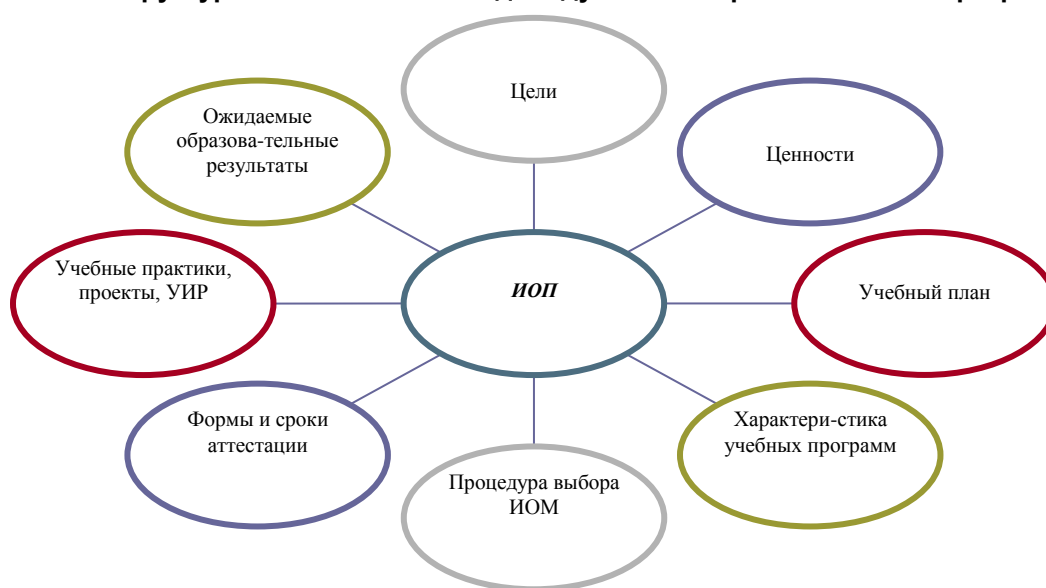 Цели
Ожидаемые
образова-тельные
результаты
Ценности
Учебные практики,
проекты, УИР
ИОП
Учебный план
Формы и сроки
аттестации
Характери-стика
учебных программ
Процедура выбора
ИОМ